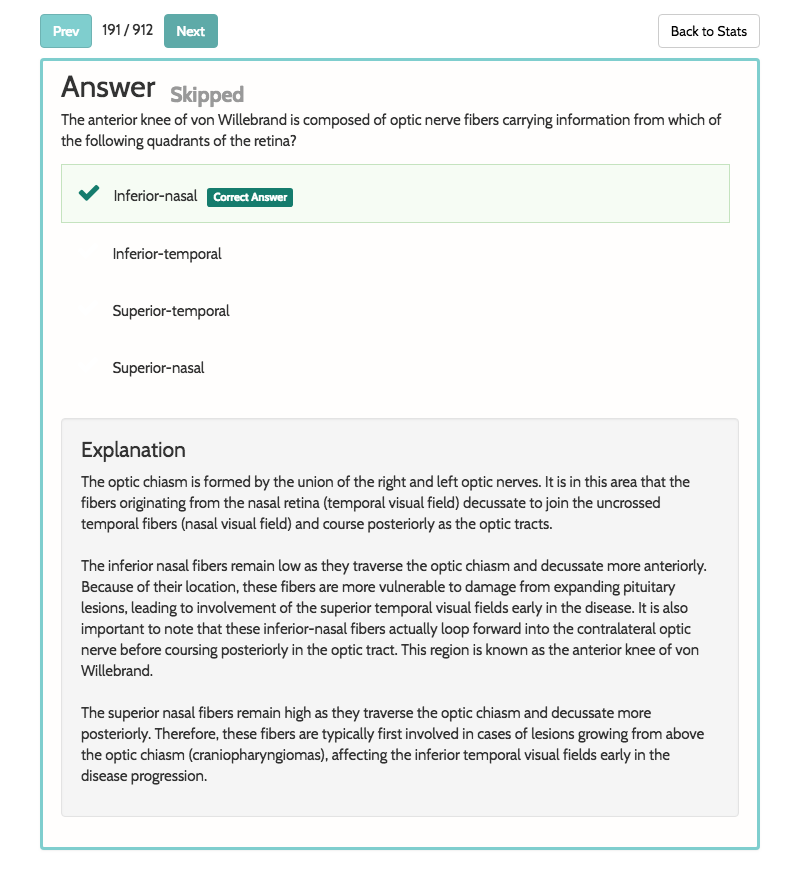 Prev 191 / 912 Next Back to Stats
Answer Skipped
The anterior knee of von Willebrand is composed of optic nerve fibers carrying information from which of
the following quadrants of the retina?
Inferior-nasal Correct Answer
Inferior-temporal
Superior-temporal
Superior-nasal
Explanation
The optic chiasm is formed by the union of the right and left optic nerves. It is in this area that the
fibers originating from the nasal retina (temporal visual field) decussate to join the uncrossed
temporal fibers (nasal visual field) and course posteriorly as the optic tracts.
The inferior nasal fibers remain low as they traverse the optic chiasm and decussate more anteriorly.
Because of their location, these fibers are more vulnerable to damage from expanding pituitary
lesions, leading to involvement of the superior temporal visual fields early in the disease. It is also
important to note that these inferior-nasal fibers actually loop forward into the contralateral optic
nerve before coursing posteriorly in the optic tract. This region is known as the anterior knee of von
Willebrand.
The superior nasal fibers remain high as they traverse the optic chiasm and decussate more
posteriorly. Therefore, these fibers are typically first involved in cases of lesions growing from above
the optic chiasm (craniopharyngiomas), affecting the inferior temporal visual fields early in the
disease progression.